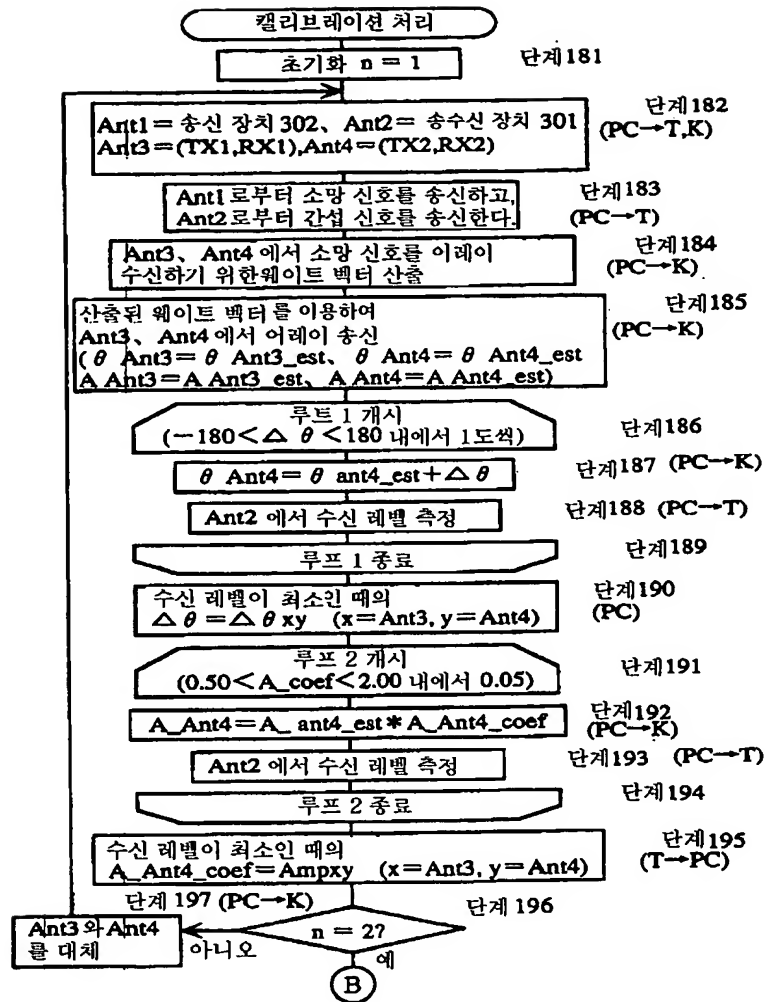 캘리브레이션 처리
초기화 n = 1
단계181
Ant1 = 송신 장치 302、Ant2 = 송수신 장치 301
Ant3=(TX1,RX1),Ant4=(TX2,RX2)
단계182
(PC→T,K)
Ant1로부터 소망 신호를 송신하고,
Ant2로부터 간섭 신호를 송신한다.
단계183
(PC→T)
Ant3、Ant4 에서 소망 신호를 어레이
수신하기 위한웨이트 벡터 산출
단계184
(PC→K)
산출된 웨이트 벡터를 이용하여
Ant3、Ant4 에서 어레이 송신
( θ Ant3= θ Ant3_est、 θ Ant4= θ Ant4_est
A Ant3=A Ant3_est、A Ant4=A Ant4_est)
단계185
(PC→K)
루트 1 개시
(−180<△ θ <180 내에서 1도씩)
단계186
θ Ant4= θ ant4_est+△ θ
단계187 (PC→K)
Ant2 에서 수신 레벨 측정
단계188 (PC→T)
루프 1 종료
단계189
수신 레벨이 최소인 때의
△ θ =△ θ xy (x=Ant3, y=Ant4)
단계190
(PC)
루프 2 개시
(0.50<A_coef<2.00 내에서 0.05)
단계191
A_Ant4=A_ ant4_est* A_Ant4_coef
단계192
(PC→K)
Ant2 에서 수신 레벨 측정
단계193 (PC→T)
루프 2 종료
단계194
수신 레벨이 최소인 때의
A_Ant4_coef=Ampxy (x=Ant3, y=Ant4)
단계195
(T→PC)
단계197 (PC→K)
단계196
Ant3와Ant4
를 대체
아니오
n = 2?
예
B